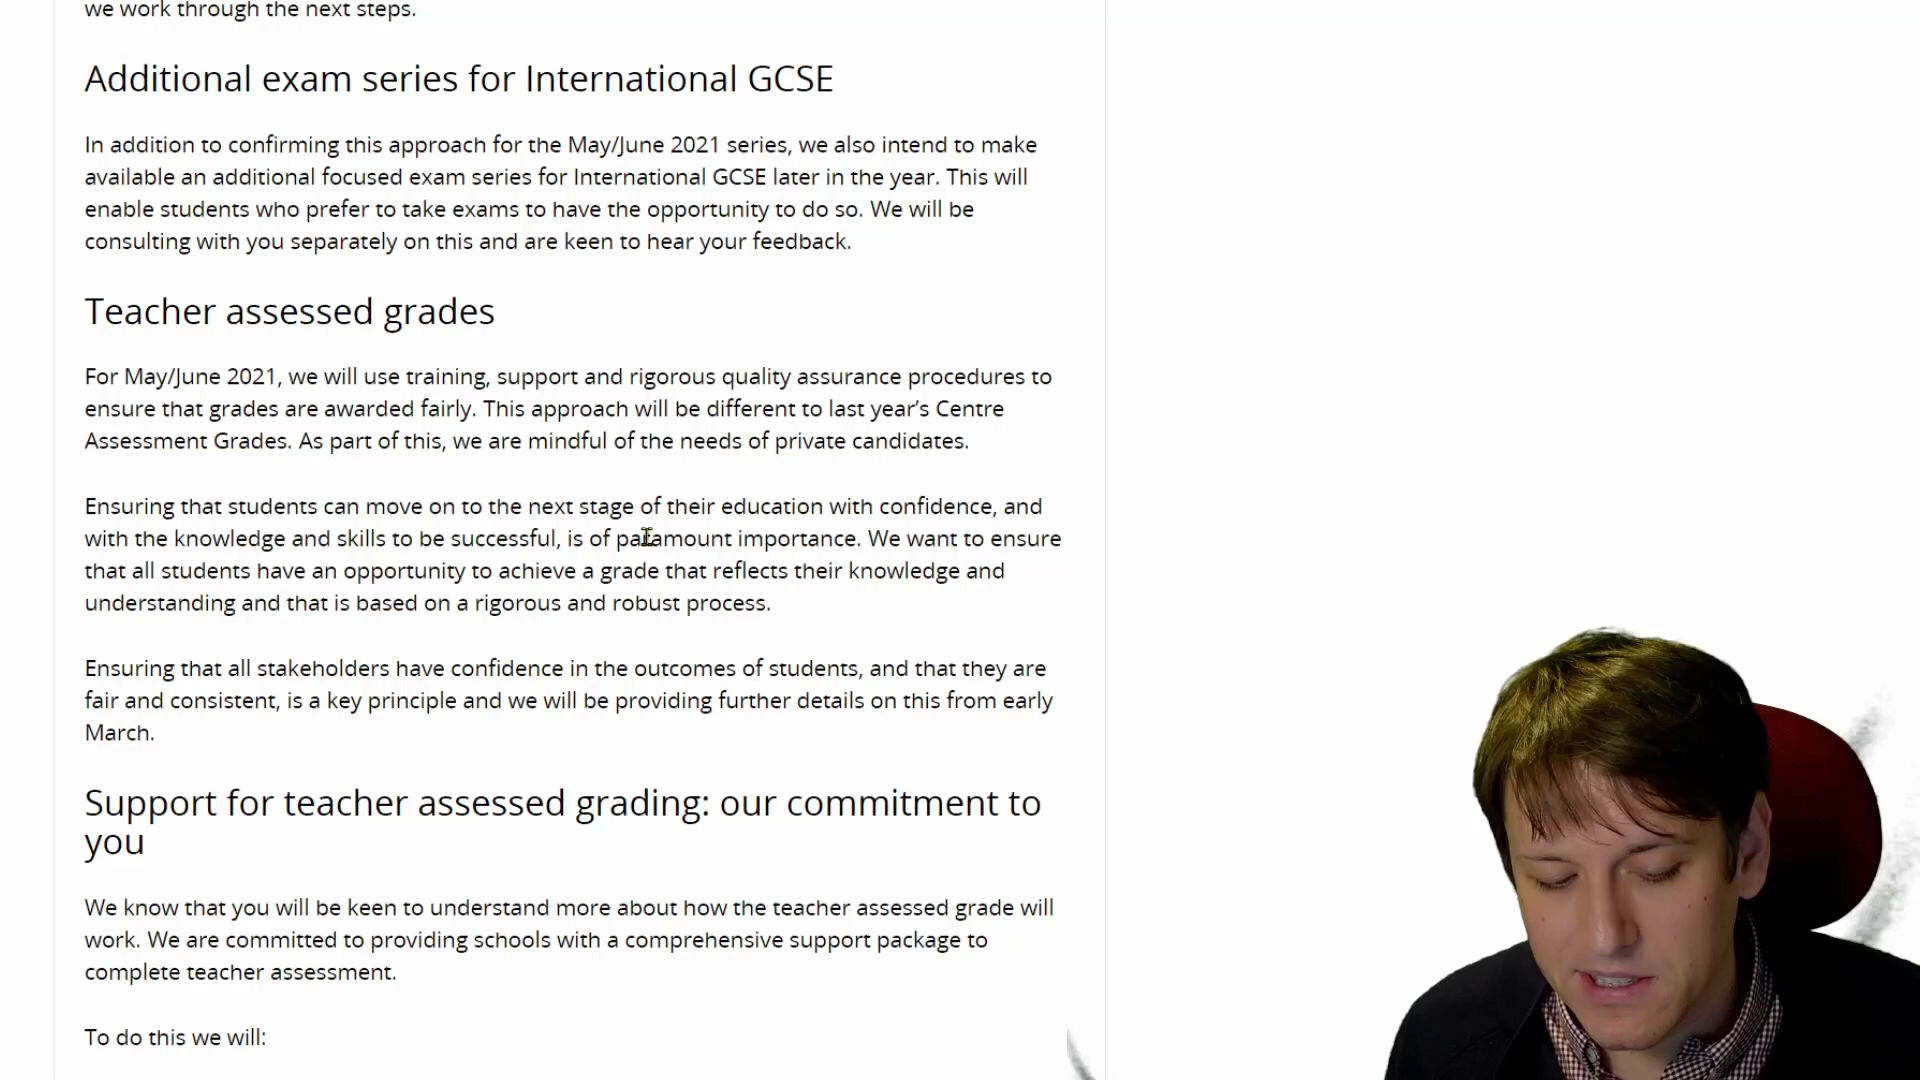 we work through the next steps.
Additional exam series for International GCSE
In addition to confirming this approach for the May/June 2021 series, we also intend to make
available an additional focused exam series for International GCSE later in the year. This will
enable students who prefer to take exams to have the opportunity to do so. We will be
consulting with you separately on this and are keen to hear your feedback.
Teacher assessed grades
For May/June 2021, we will use training, support and rigorous quality assurance procedures to
ensure that grades are awarded fairly. This approach will be different to last year’s Centre
Assessment Grades. As part of this, we are mindful of the needs of private candidates.
Ensuring that students can move on to the next stage of their education with confidence, and
with the knowledge and skills to be successful, is of paramount importance. We want to ensure
that all students have an opportunity to achieve a grade that reflects their knowledge and
understanding and that is based on a rigorous and robust process.
Ensuring that all stakeholders have confidence in the outcomes of students, and that they are
fair and consistent, is a key principle and we will be providing further details on this from early
March.
Support for teacher assessed grading: our commitment to
you
We know that you will be keen to understand more about how the teacher assessed grade will
work. We are committed to providing schools with a comprehensive support package to
complete teacher assessment.
To do this we will: